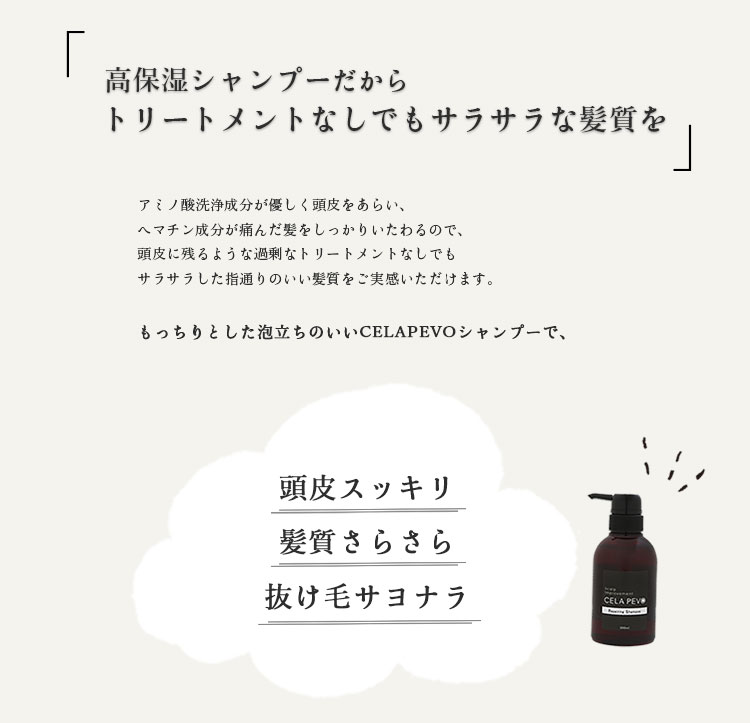 「
高保湿シャンプーだから
トリートメントなしでもサラサラな髪質を
」
アミノ酸洗浄成分が優しく頭皮をあらい、
ヘマチン成分が痛んだ髪をしっかりいたわるので、
頭皮に残るような過剰なトリートメントなしでも
サラサラした指通りのいい髪質をご実感いただけます。
もっちりとした泡立ちのいいCELAPEVOシャンプーで、
頭皮スッキリ
髪質さらさら
抜け毛サヨナラ
CELA PEVO